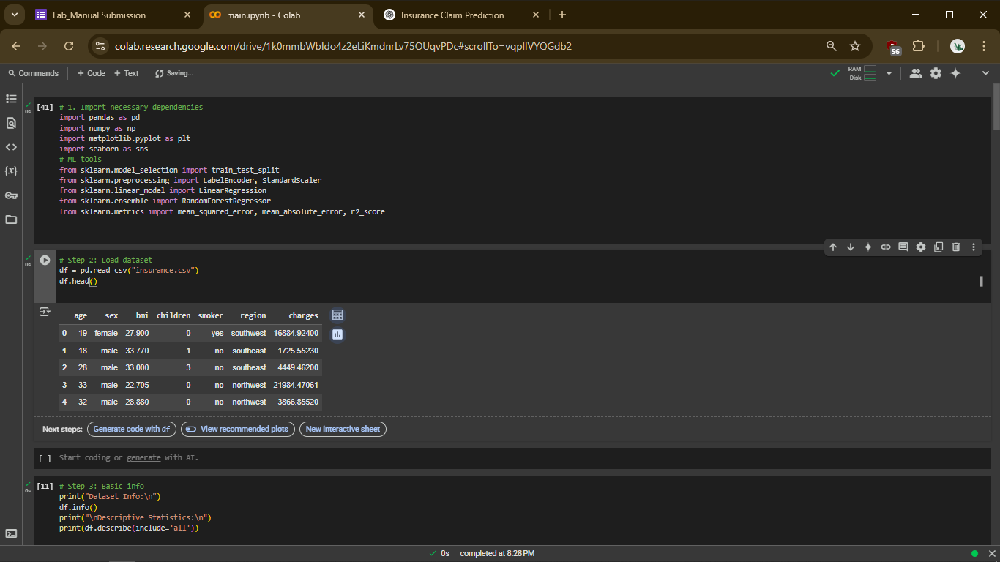 Lab_Manual Submission
main.ipynb - Colab
Insurance Claim Prediction
56
Commands
+ Code + Text
Saving...
RAM
Disk
[41] # 1. Import necessary dependencies
0s
import pandas as pd
import numpy as np
import matplotlib.pyplot as plt
import seaborn as sns
# ML tools
from sklearn.model_selection import train_test_split
from sklearn.preprocessing import LabelEncoder, StandardScaler
from sklearn.linear_model import LinearRegression
from sklearn.ensemble import RandomForestRegressor
from sklearn.metrics import mean_squared_error, mean_absolute_error, r2_score
0s
# Step 2: Load dataset
df = pd.read_csv("insurance.csv")
df.head()
age sex bmi children smoker region charges
0 19 female 27.900 0 yes southwest 16884.92400
1 18 male 33.770 1 no southeast 1725.55230
2 28 male 33.000 3 no southeast 4449.46200
3 33 male 22.705 0 no northwest 21984.47061
4 32 male 28.880 0 no northwest 3866.85520
Next steps: Generate code with df View recommended plots New interactive sheet
[ ] Start coding or generate with AI.
[11] # Step 3: Basic info
0s
print("Dataset Info:\n")
df.info()
print("\nDescriptive Statistics:\n")
print(df.describe(include='all'))
0s completed at 8:28 PM